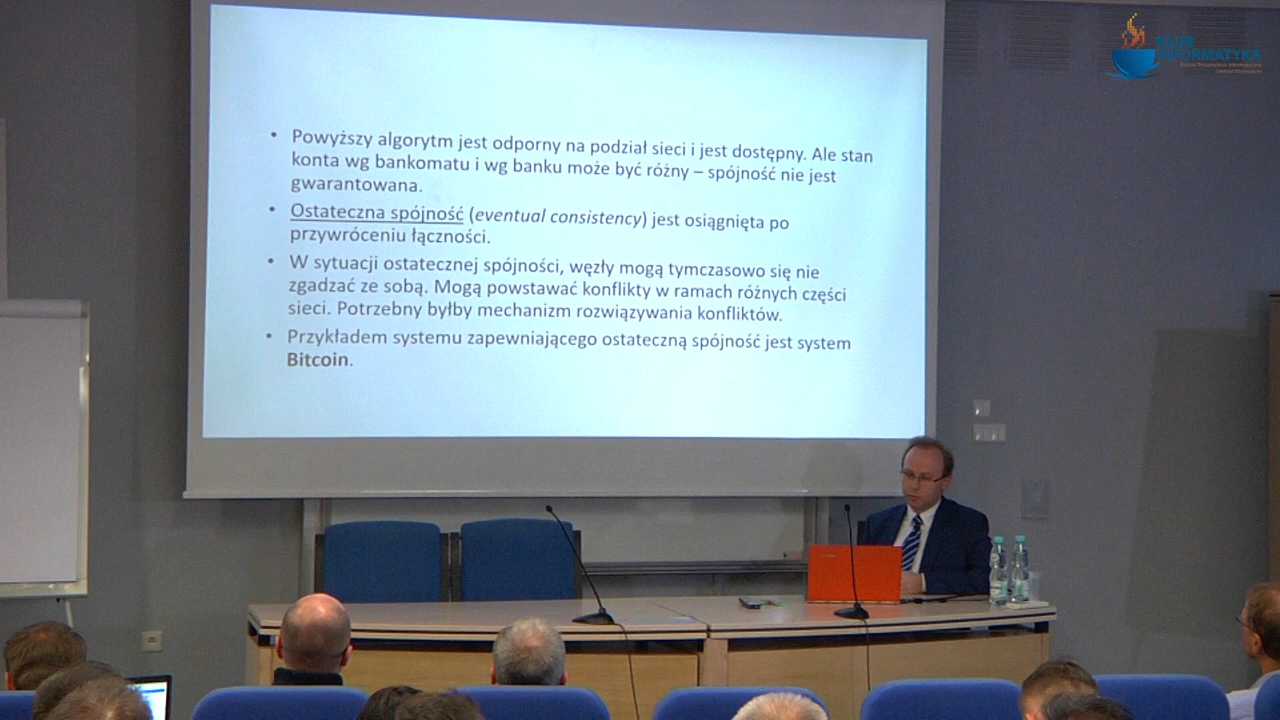 KLUB
INFORMATYKA
Polskie Towarzystwo Informatyczne
• Powyższy algorytm jest odporny na podział sieci i jest dostępny. Ale stan
konta wg bankomatu i wg banku może być różny – spójność nie jest
gwarantowana.
• Ostateczna spójność (eventual consistency) jest osiągnięta po
przywróceniu łączności.
• W sytuacji ostatecznej spójności, węzły mogą tymczasowo się nie
zgadzać ze sobą. Mogą powstawać konflikty w ramach różnych części
sieci. Potrzebny byłby mechanizm rozwiązywania konfliktów.
• Przykładem systemu zapewniającego ostateczną spójność jest system
Bitcoin.